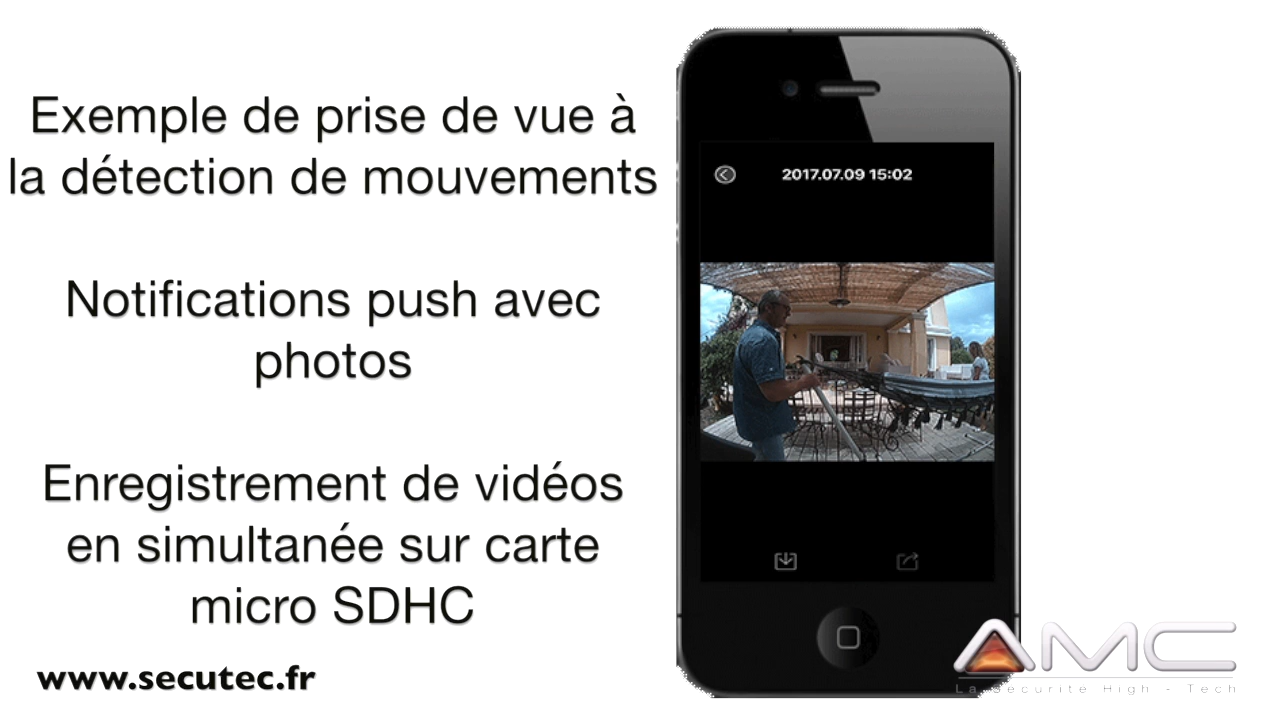 Exemple de prise de vue à
la détection de mouvements
Notifications push avec
photos
Enregistrement de vidéos
en simultanée sur carte
micro SDHC
www.secutec.fr
2017.07.09 15:02
AMC
La Securite High - Tech